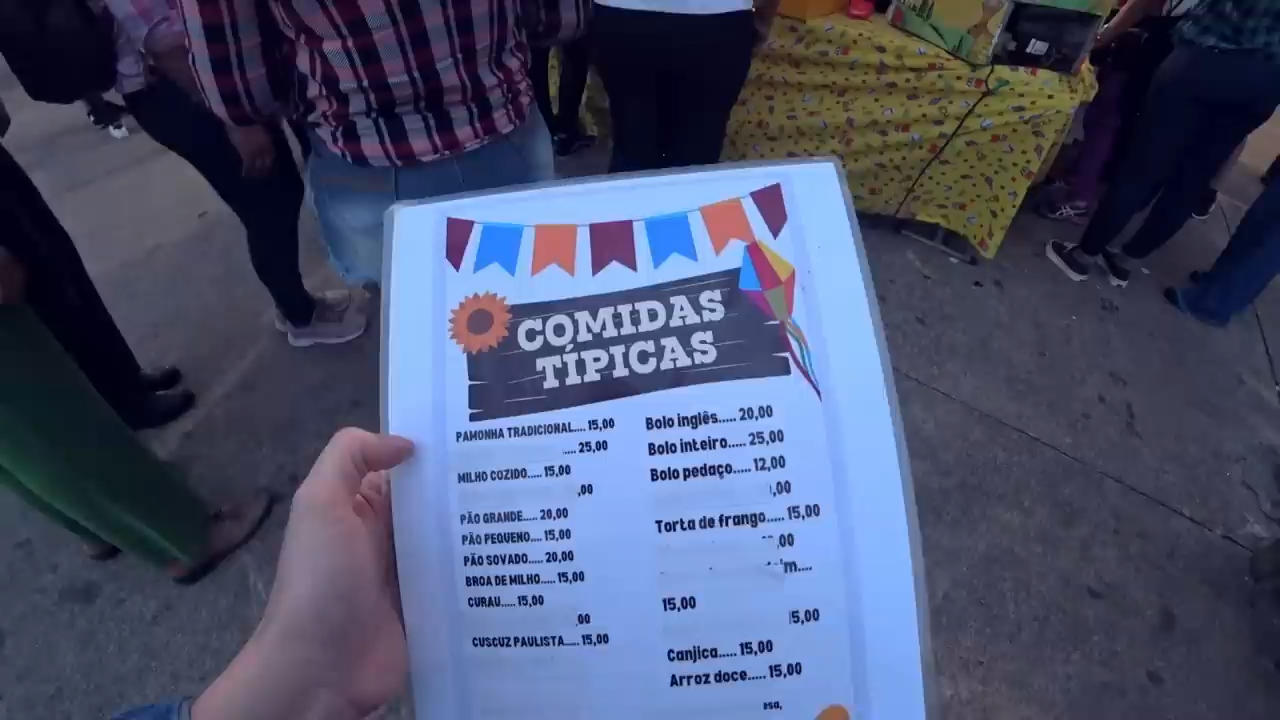 COMIDAS
TÍPICAS
PAMONHA TRADICIONAL.... 15,00
..... 25,00
MILHO COZIDO..... 15,00
,00
PÃO GRANDE..... 20,00
PÃO PEQUENO.... 15,00
PÃO SOVADO..... 20,00
BROA DE MILHO..... 15,00
CURAU..... 15,00
,00
CUSCUZ PAULISTA..... 15,00
Bolo inglês..... 20,00
Bolo inteiro..... 25,00
Bolo pedaço..... 12,00
,00
Torta de frango..... 15,00
,00
15,00
5,00
Canjica..... 15,00
Arroz doce..... 15,00